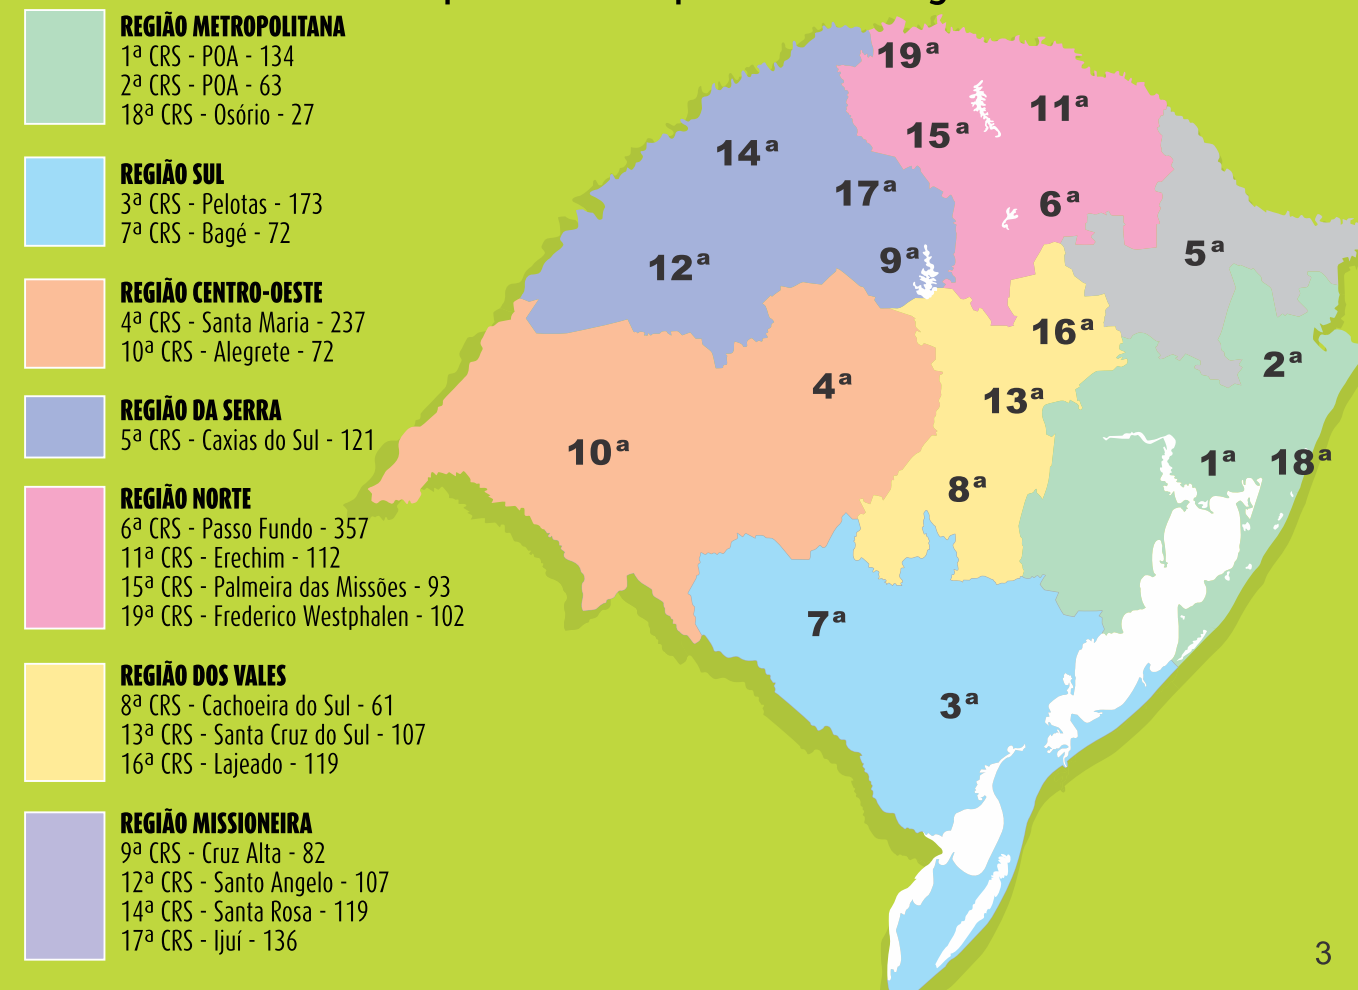 REGIÃO METROPOLITANA
1ª CRS - POA - 134
2ª CRS - POA - 63
18ª CRS - Osório - 27
REGIÃO SUL
3ª CRS - Pelotas - 173
7ª CRS - Bagé - 72
REGIÃO CENTRO-OESTE
4ª CRS - Santa Maria - 237
10ª CRS - Alegrete - 72
REGIÃO DA SERRA
5ª CRS - Caxias do Sul - 121
REGIÃO NORTE
6ª CRS - Passo Fundo - 357
11ª CRS - Erechim - 112
15ª CRS - Palmeira das Missões - 93
19ª CRS - Frederico Westphalen - 102
REGIÃO DOS VALES
8ª CRS - Cachoeira do Sul - 61
13ª CRS - Santa Cruz do Sul - 107
16ª CRS - Lajeado - 119
REGIÃO MISSIONEIRA
9ª CRS - Cruz Alta - 82
12ª CRS - Santo Angelo - 107
14ª CRS - Santa Rosa - 119
17ª CRS - Ijuí - 136
19ª
11ª
15ª
14ª
17ª
6ª
5ª
9ª
12ª
16ª
2ª
4ª
13ª
10ª
1ª
18ª
8ª
7ª
3ª
3